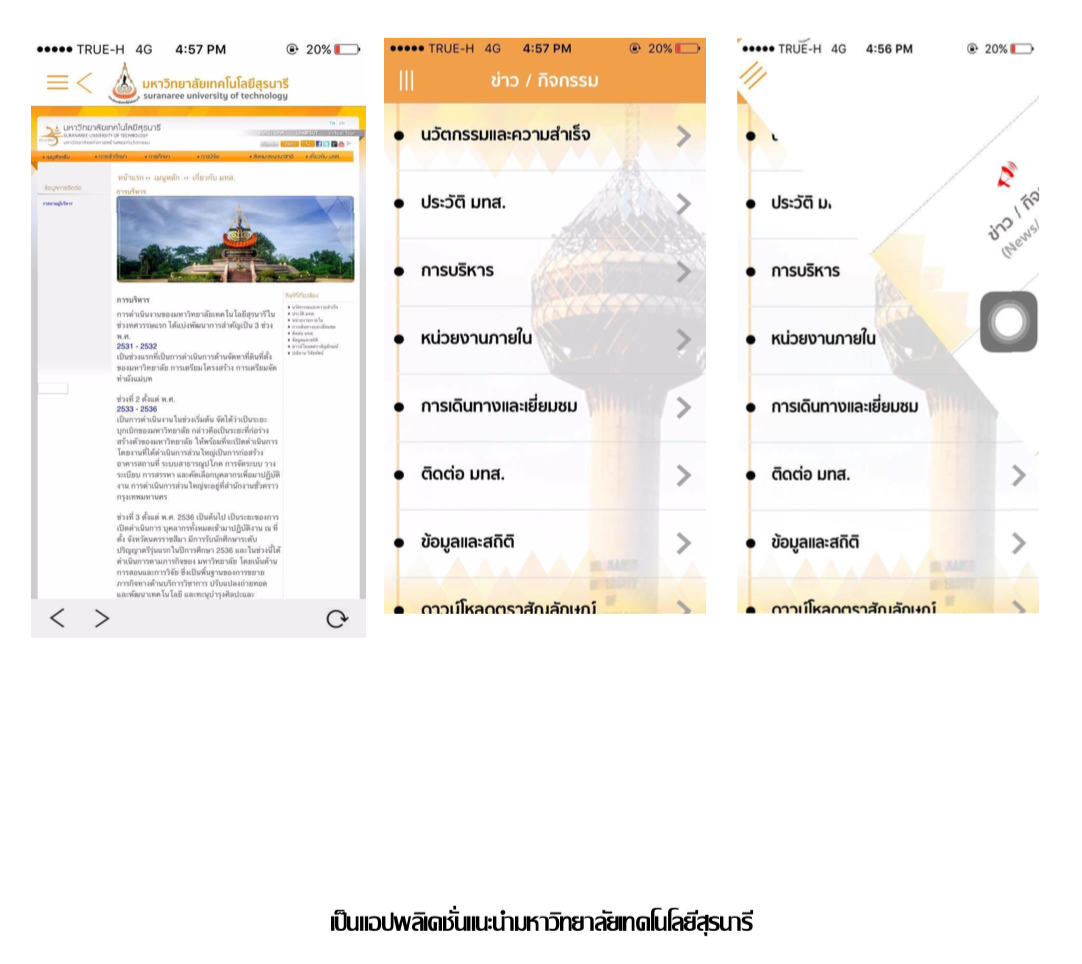 TRUE-H 4G 4:57 PM 20%
มหาวิทยาลัยเทคโนโลยีสุรนารี
suranaree university of technology
มหาวิทยาลัยเทคโนโลยีสุรนารี
SURANAREE UNIVERSITY OF TECHNOLOGY
หน้าแรก ›› เมนูหลัก ›› เกี่ยวกับ มทส.
ข้อมูลการติดต่อ
การบริหาร
การบริหาร
การดำเนินงานของมหาวิทยาลัยเทคโนโลยีสุรนารีใน
ช่วงทศวรรษแรก ได้แบ่งพัฒนาการสำคัญเป็น 3 ช่วง
พ.ศ.
2531 - 2532
เป็นช่วงแรกที่เป็นการดำเนินการด้านจัดหาที่ดินที่ตั้ง
ของมหาวิทยาลัย การเตรียมโครงสร้าง การเตรียมจัด
ทำผังแม่บท
ช่วงที่ 2 ตั้งแต่ พ.ศ.
2533 - 2536
เป็นการดำเนินงานในช่วงเริ่มต้น จัดได้ว่าเป็นระยะ
บุกเบิกของมหาวิทยาลัย กล่าวคือเป็นระยะที่ก่อร่าง
สร้างตัวของมหาวิทยาลัย ให้พร้อมที่จะเปิดดำเนินการ
โดยงานที่ได้ดำเนินการส่วนใหญ่เป็นการก่อสร้าง
อาคารสถานที่ ระบบสาธารณูปโภค การจัดระบบ วาง
ระเบียบ การสรรหา และคัดเลือกบุคลากรเพื่อมาปฏิบัติ
งาน การดำเนินการส่วนใหญ่จะอยู่ที่สำนักงานชั่วคราว
กรุงเทพมหานคร
ช่วงที่ 3 ตั้งแต่ พ.ศ. 2536 เป็นต้นไป เป็นระยะของการ
เปิดดำเนินการ บุคลากรทั้งหมดเข้ามาปฏิบัติงาน ณ ที่
ตั้ง จังหวัดนครราชสีมา มีการรับนักศึกษาระดับ
ปริญญาตรีรุ่นแรกในปีการศึกษา 2536 และในช่วงนี้ได้
ดำเนินการตามภารกิจของ มหาวิทยาลัย โดยเน้นด้าน
การสอนและการวิจัย ซึ่งเป็นพื้นฐานของการขยาย
ภารกิจทางด้านบริการวิชาการ ปรับแปลงถ่ายทอด
และพัฒนาเทคโนโลยี และทะนุบำรุงศิลปะและ
TRUE-H 4G 4:57 PM 20%
ข่าว / กิจกรรม
นวัตกรรมและความสำเร็จ
ประวัติ มทส.
การบริหาร
หน่วยงานภายใน
การเดินทางและเยี่ยมชม
ติดต่อ มทส.
ข้อมูลและสถิติ
ดาวน์โหลดตราสัญลักษณ์
TRUE-H 4G 4:56 PM 20%
ข่าว / กิจ
(News/
ประวัติ ม
การบริหาร
หน่วยงานภายใน
การเดินทางและเยี่ยมชม
ติดต่อ มทส.
ข้อมูลและสถิติ
ดาวน์โหลดตราสัญลักษณ์
เป็นแอปพลิเคชั่นแนะนำมหาวิทยาลัยเทคโนโลยีสุรนารี